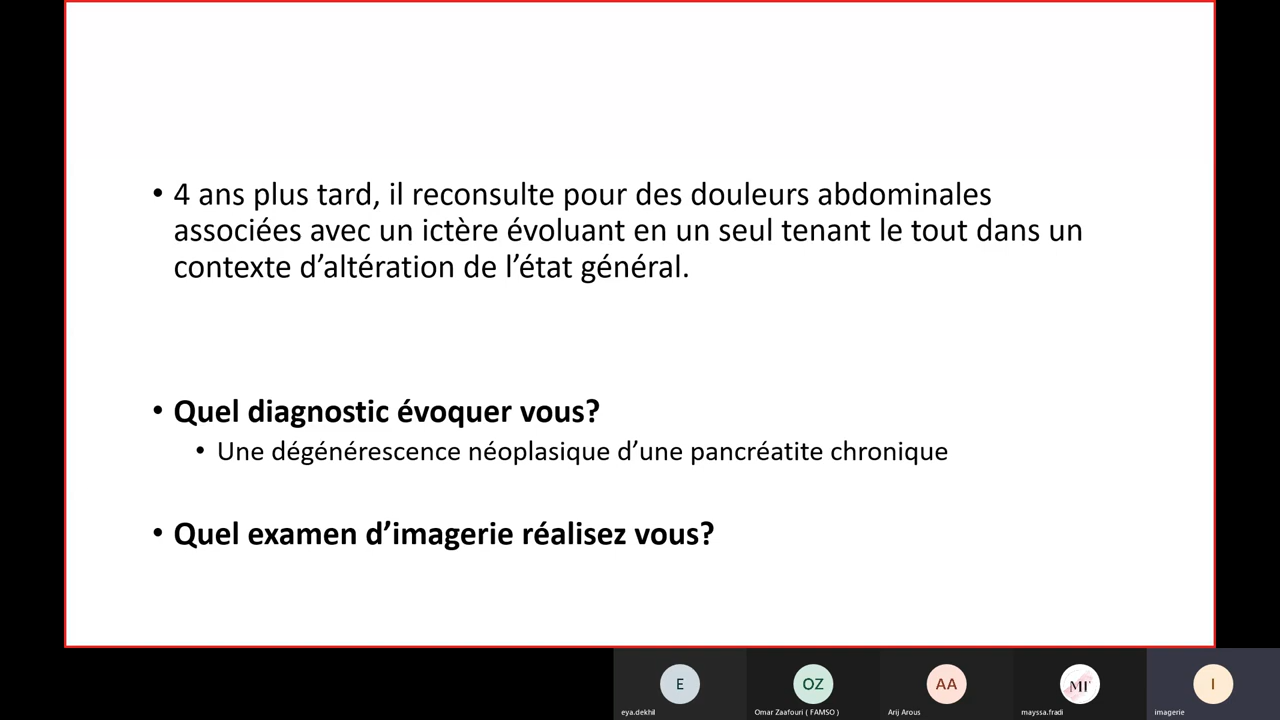 • 4 ans plus tard, il reconsulte pour des douleurs abdominales
associées avec un ictère évoluant en un seul tenant le tout dans un
contexte d’altération de l’état général.
• Quel diagnostic évoquer vous?
• Une dégénérescence néoplasique d’une pancréatite chronique
• Quel examen d’imagerie réalisez vous?
E
OZ
AA
MF
I
eya.dekhil
Omar Zaafouri ( FAMSO )
Arij Arous
mayssa.fradi
imagerie